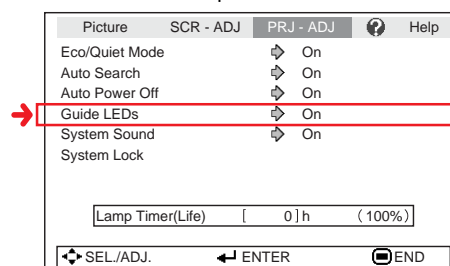 Picture SCR - ADJ PRJ - ADJ ? Help
Eco/Quiet Mode On
Auto Search On
Auto Power Off On
Guide LEDs On
System Sound On
System Lock
Lamp Timer(Life) [ 0] h (100%)
SEL./ADJ. ENTER END